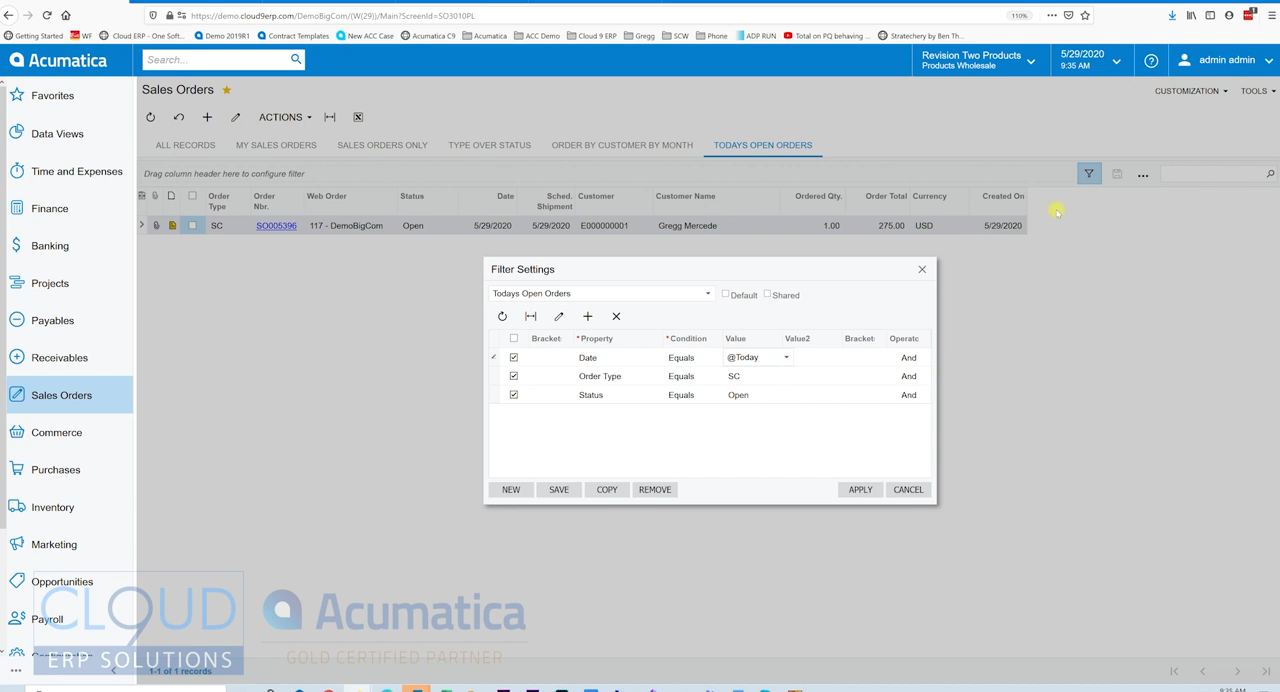 https://demo.cloud9erp.com/DemoBigCom/(W(29))/Main?ScreenId=SO3010PL
110%
Getting Started WF Cloud ERP - One Soft... Demo 2019R1 Contract Templates New ACC Case Acumatica C9 Acumatica ACC Demo Cloud 9 ERP Gregg SCW Phone ADP RUN Total on PQ behaving ... Stratechery by Ben Th...
Acumatica
Search...
Revision Two Products
Products Wholesale
5/29/2020
9:35 AM
admin admin
Favorites
Data Views
Time and Expenses
Finance
Banking
Projects
Payables
Receivables
Sales Orders
Commerce
Purchases
Inventory
Marketing
Opportunities
Payroll
Sales Orders
CUSTOMIZATION TOOLS
ACTIONS
ALL RECORDS MY SALES ORDERS SALES ORDERS ONLY TYPE OVER STATUS ORDER BY CUSTOMER BY MONTH TODAYS OPEN ORDERS
Drag column header here to configure filter
Order Type Order Nbr. Web Order Status Date Sched. Shipment Customer Customer Name Ordered Qty. Order Total Currency Created On
SC SO005396 117 - DemoBigCom Open 5/29/2020 5/29/2020 E000000001 Gregg Mercede 1.00 275.00 USD 5/29/2020
Filter Settings
Todays Open Orders Default Shared
Bracket *Property *Condition Value Value2 Bracket Operato
Date Equals @Today And
Order Type Equals SC And
Status Equals Open And
NEW SAVE COPY REMOVE APPLY CANCEL
CLOUD 9
ERP SOLUTIONS
Acumatica
GOLD CERTIFIED PARTNER
1-1 of 1 records
9:35 AM